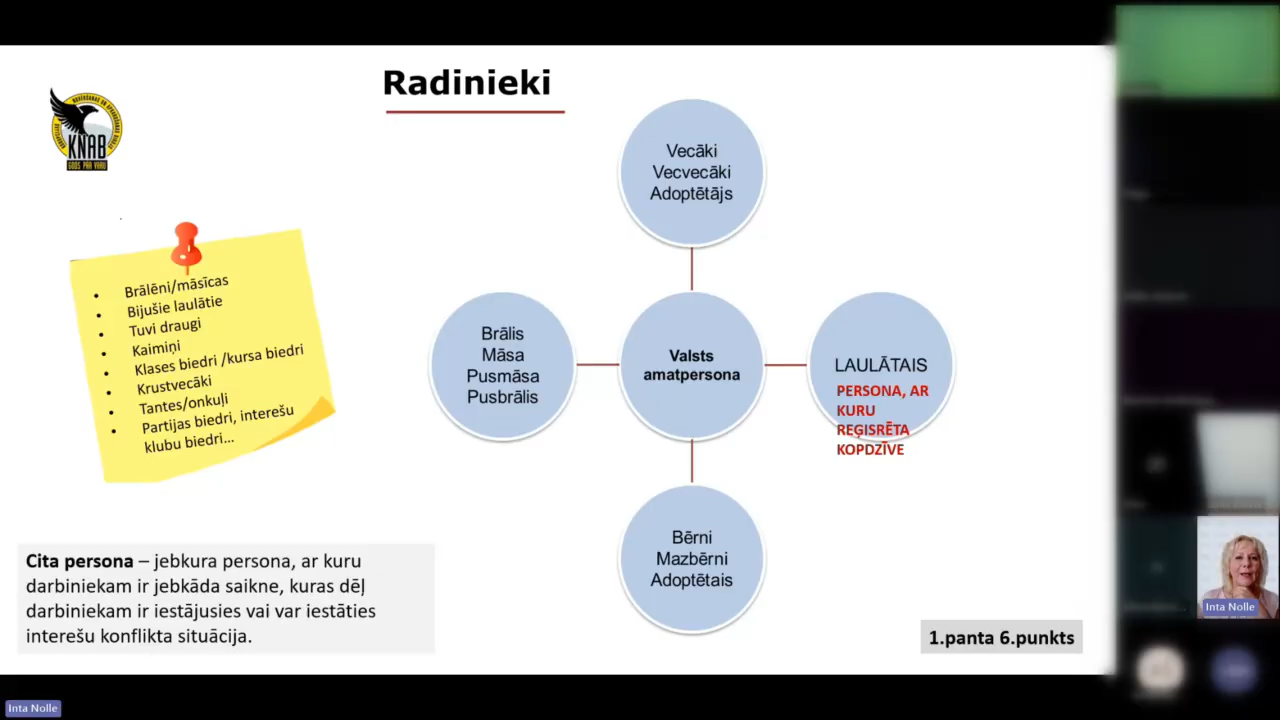 Radinieki
KNAB
GODS PĀR VARU
Vecāki
Vecvecāki
Adoptētājs
Brālēni/māsīcas
Bijušie laulātie
Tuvi draugi
Kaimiņi
Klases biedri /kursa biedri
Krustvecāki
Tantes/onkuļi
Partijas biedri, interešu
klubu biedri...
Brālis
Māsa
Pusmāsa
Pusbrālis
Valsts
amatpersona
LAULĀTAIS
PERSONA, AR
KURU
REĢISRĒTA
KOPDZĪVE
Bērni
Mazbērni
Adoptētais
Cita persona – jebkura persona, ar kuru
darbiniekam ir jebkāda saikne, kuras dēļ
darbiniekam ir iestājusies vai var iestāties
interešu konflikta situācija.
1.panta 6.punkts
Inta Nolle
Inta Nolle